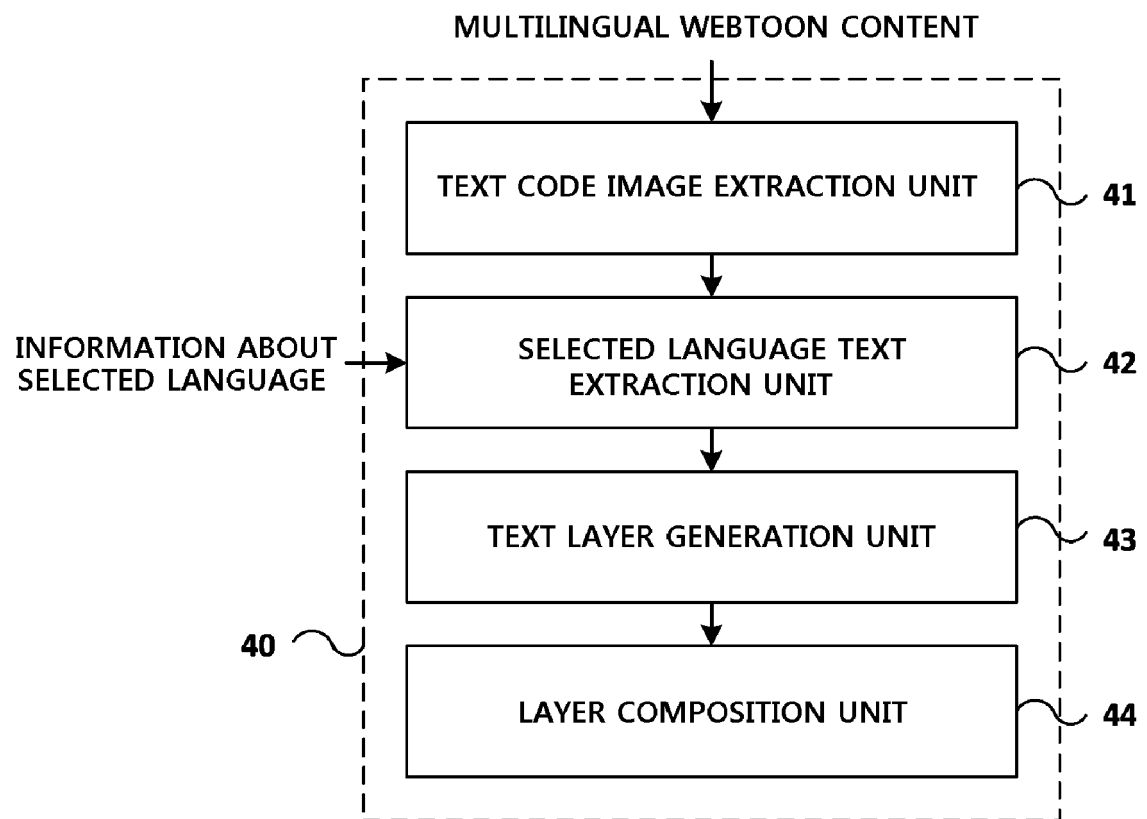 MULTILINGUAL WEBTOON CONTENT
TEXT CODE IMAGE EXTRACTION UNIT
41
INFORMATION ABOUT
SELECTED LANGUAGE
SELECTED LANGUAGE TEXT
EXTRACTION UNIT
42
TEXT LAYER GENERATION UNIT
43
40
LAYER COMPOSITION UNIT
44